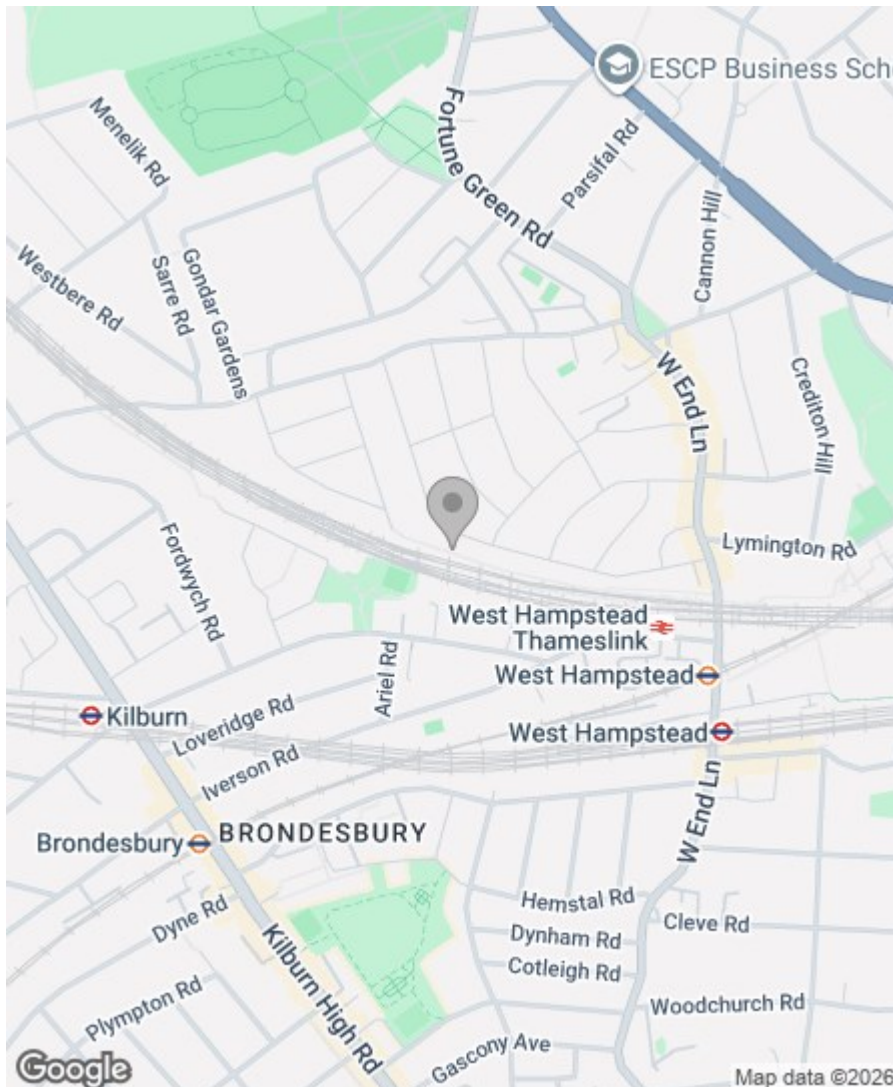 ESCP Business Scho
Fortune Green Rd
Parsifal Rd
Menelik Rd
Cannon Hill
Gondar Gardens
Sarre Rd
Westbere Rd
W End Ln
Crediton Hill
Lymington Rd
Fordwych Rd
West Hampstead
Thameslink
Ariel Rd
West Hampstead
Kilburn
Loveridge Rd
West Hampstead
Iverson Rd
Brondesbury
BRONDESBURY
W End Ln
Hemstal Rd
Cleve Rd
Dyne Rd
Dynham Rd
Cotleigh Rd
Kilburn High Rd
Plympton Rd
Woodchurch Rd
Gascony Ave
Google
Map data ©2026